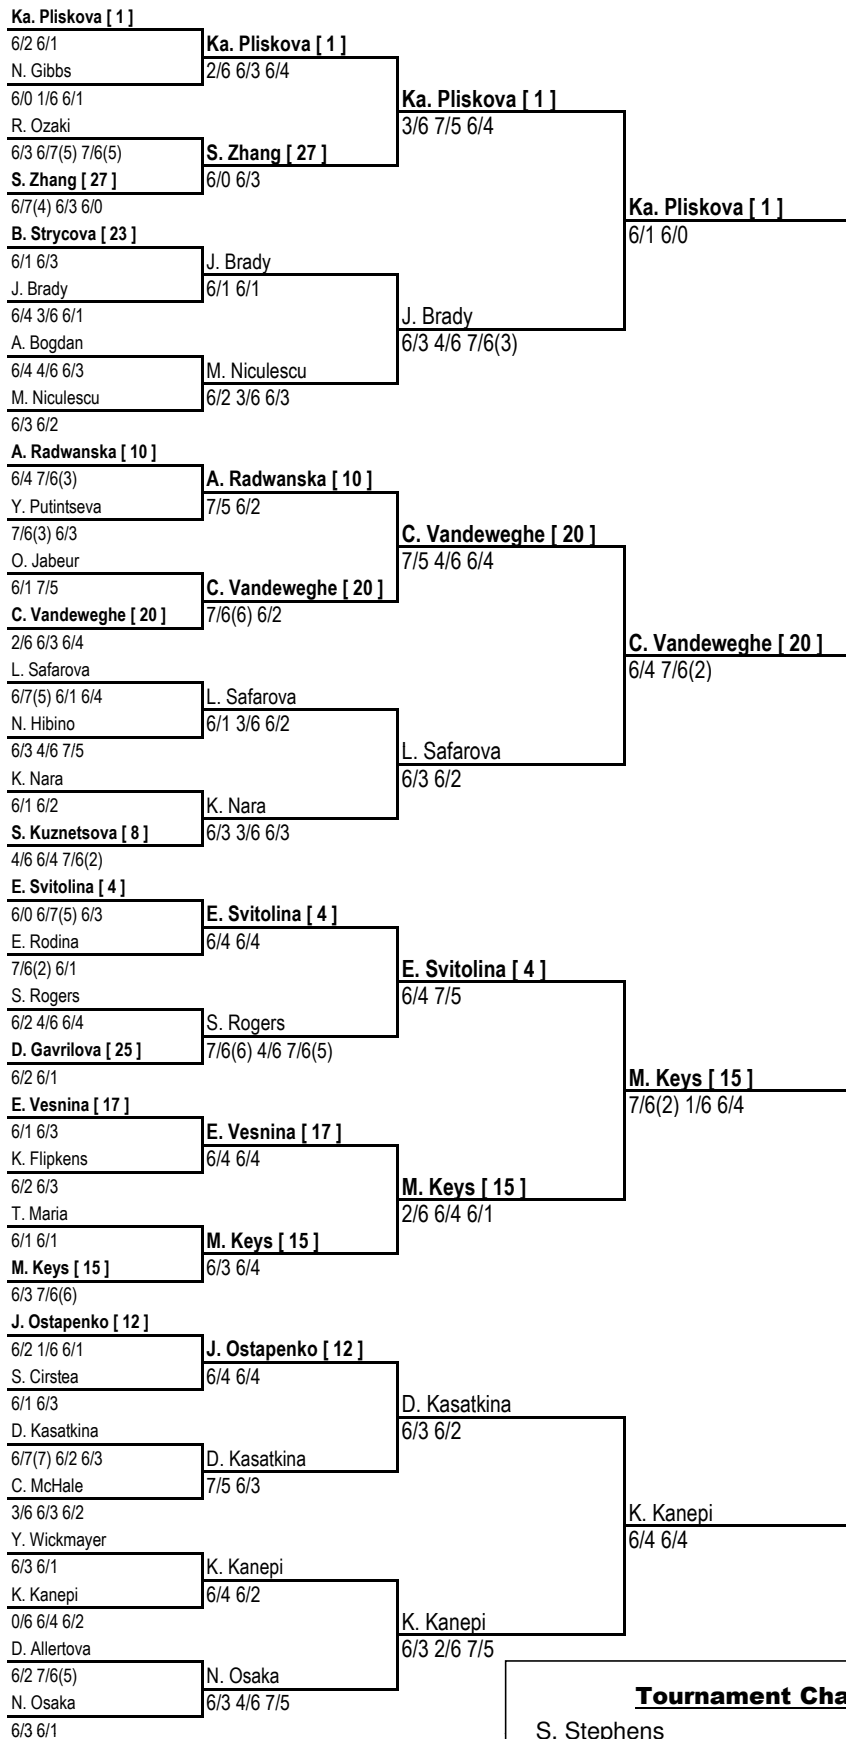 Ka. Pliskova [ 1 ]
6/2 6/1
N. Gibbs
6/0 1/6 6/1
R. Ozaki
6/3 6/7(5) 7/6(5)
S. Zhang [ 27 ]
6/7(4) 6/3 6/0
B. Strycova [ 23 ]
6/1 6/3
J. Brady
6/4 3/6 6/1
A. Bogdan
6/4 4/6 6/3
M. Niculescu
6/3 6/2
A. Radwanska [ 10 ]
6/4 7/6(3)
Y. Putintseva
7/6(3) 6/3
O. Jabeur
6/1 7/5
C. Vandeweghe [ 20 ]
2/6 6/3 6/4
L. Safarova
6/7(5) 6/1 6/4
N. Hibino
6/3 4/6 7/5
K. Nara
6/1 6/2
S. Kuznetsova [ 8 ]
4/6 6/4 7/6(2)
E. Svitolina [ 4 ]
6/0 6/7(5) 6/3
E. Rodina
7/6(2) 6/1
S. Rogers
6/2 4/6 6/4
D. Gavrilova [ 25 ]
6/2 6/1
E. Vesnina [ 17 ]
6/1 6/3
K. Flipkens
6/2 6/3
T. Maria
6/1 6/1
M. Keys [ 15 ]
6/3 7/6(6)
J. Ostapenko [ 12 ]
6/2 1/6 6/1
S. Cirstea
6/1 6/3
D. Kasatkina
6/7(7) 6/2 6/3
C. McHale
3/6 6/3 6/2
Y. Wickmayer
6/3 6/1
K. Kanepi
0/6 6/4 6/2
D. Allertova
6/2 7/6(5)
N. Osaka
6/3 6/1
Ka. Pliskova [ 1 ]
2/6 6/3 6/4
S. Zhang [ 27 ]
6/0 6/3
J. Brady
6/1 6/1
M. Niculescu
6/2 3/6 6/3
A. Radwanska [ 10 ]
7/5 6/2
C. Vandeweghe [ 20 ]
7/6(6) 6/2
L. Safarova
6/1 3/6 6/2
K. Nara
6/3 3/6 6/3
E. Svitolina [ 4 ]
6/4 6/4
S. Rogers
7/6(6) 4/6 7/6(5)
E. Vesnina [ 17 ]
6/4 6/4
M. Keys [ 15 ]
6/3 6/4
J. Ostapenko [ 12 ]
6/4 6/4
D. Kasatkina
7/5 6/3
K. Kanepi
6/4 6/2
N. Osaka
6/3 4/6 7/5
Ka. Pliskova [ 1 ]
3/6 7/5 6/4
J. Brady
6/3 4/6 7/6(3)
C. Vandeweghe [ 20 ]
7/5 4/6 6/4
L. Safarova
6/3 6/2
E. Svitolina [ 4 ]
6/4 7/5
M. Keys [ 15 ]
2/6 6/4 6/1
D. Kasatkina
6/3 6/2
K. Kanepi
6/3 2/6 7/5
Ka. Pliskova [ 1 ]
6/1 6/0
C. Vandeweghe [ 20 ]
6/4 7/6(2)
M. Keys [ 15 ]
7/6(2) 1/6 6/4
K. Kanepi
6/4 6/4
Tournament Cha
S. Stephens